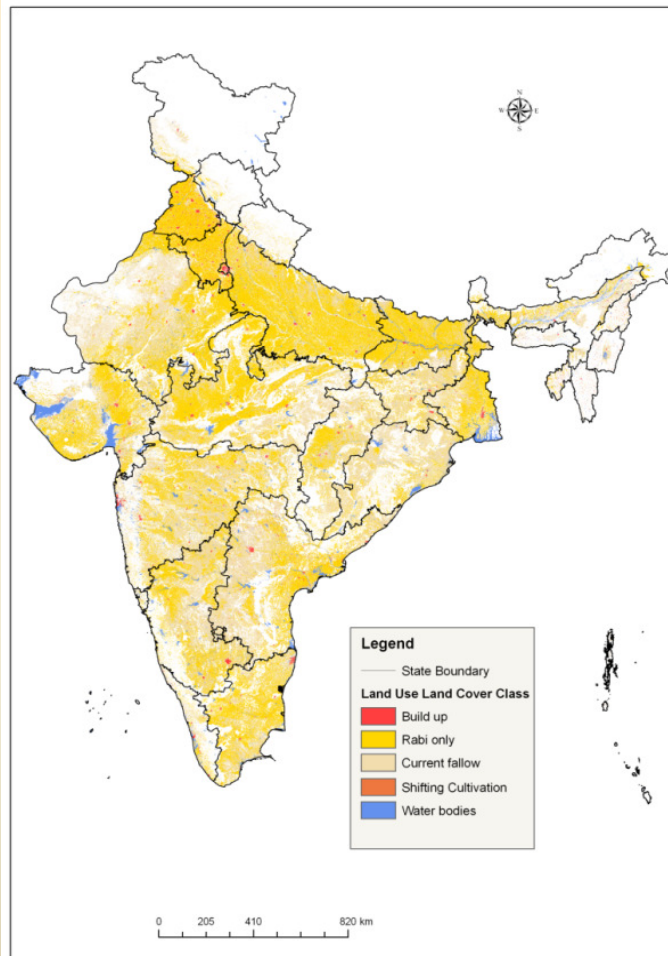 N
W E
S
Legend
State Boundary
Land Use Land Cover Class
Build up
Rabi only
Current fallow
Shifting Cultivation
Water bodies
0 205 410 820 km